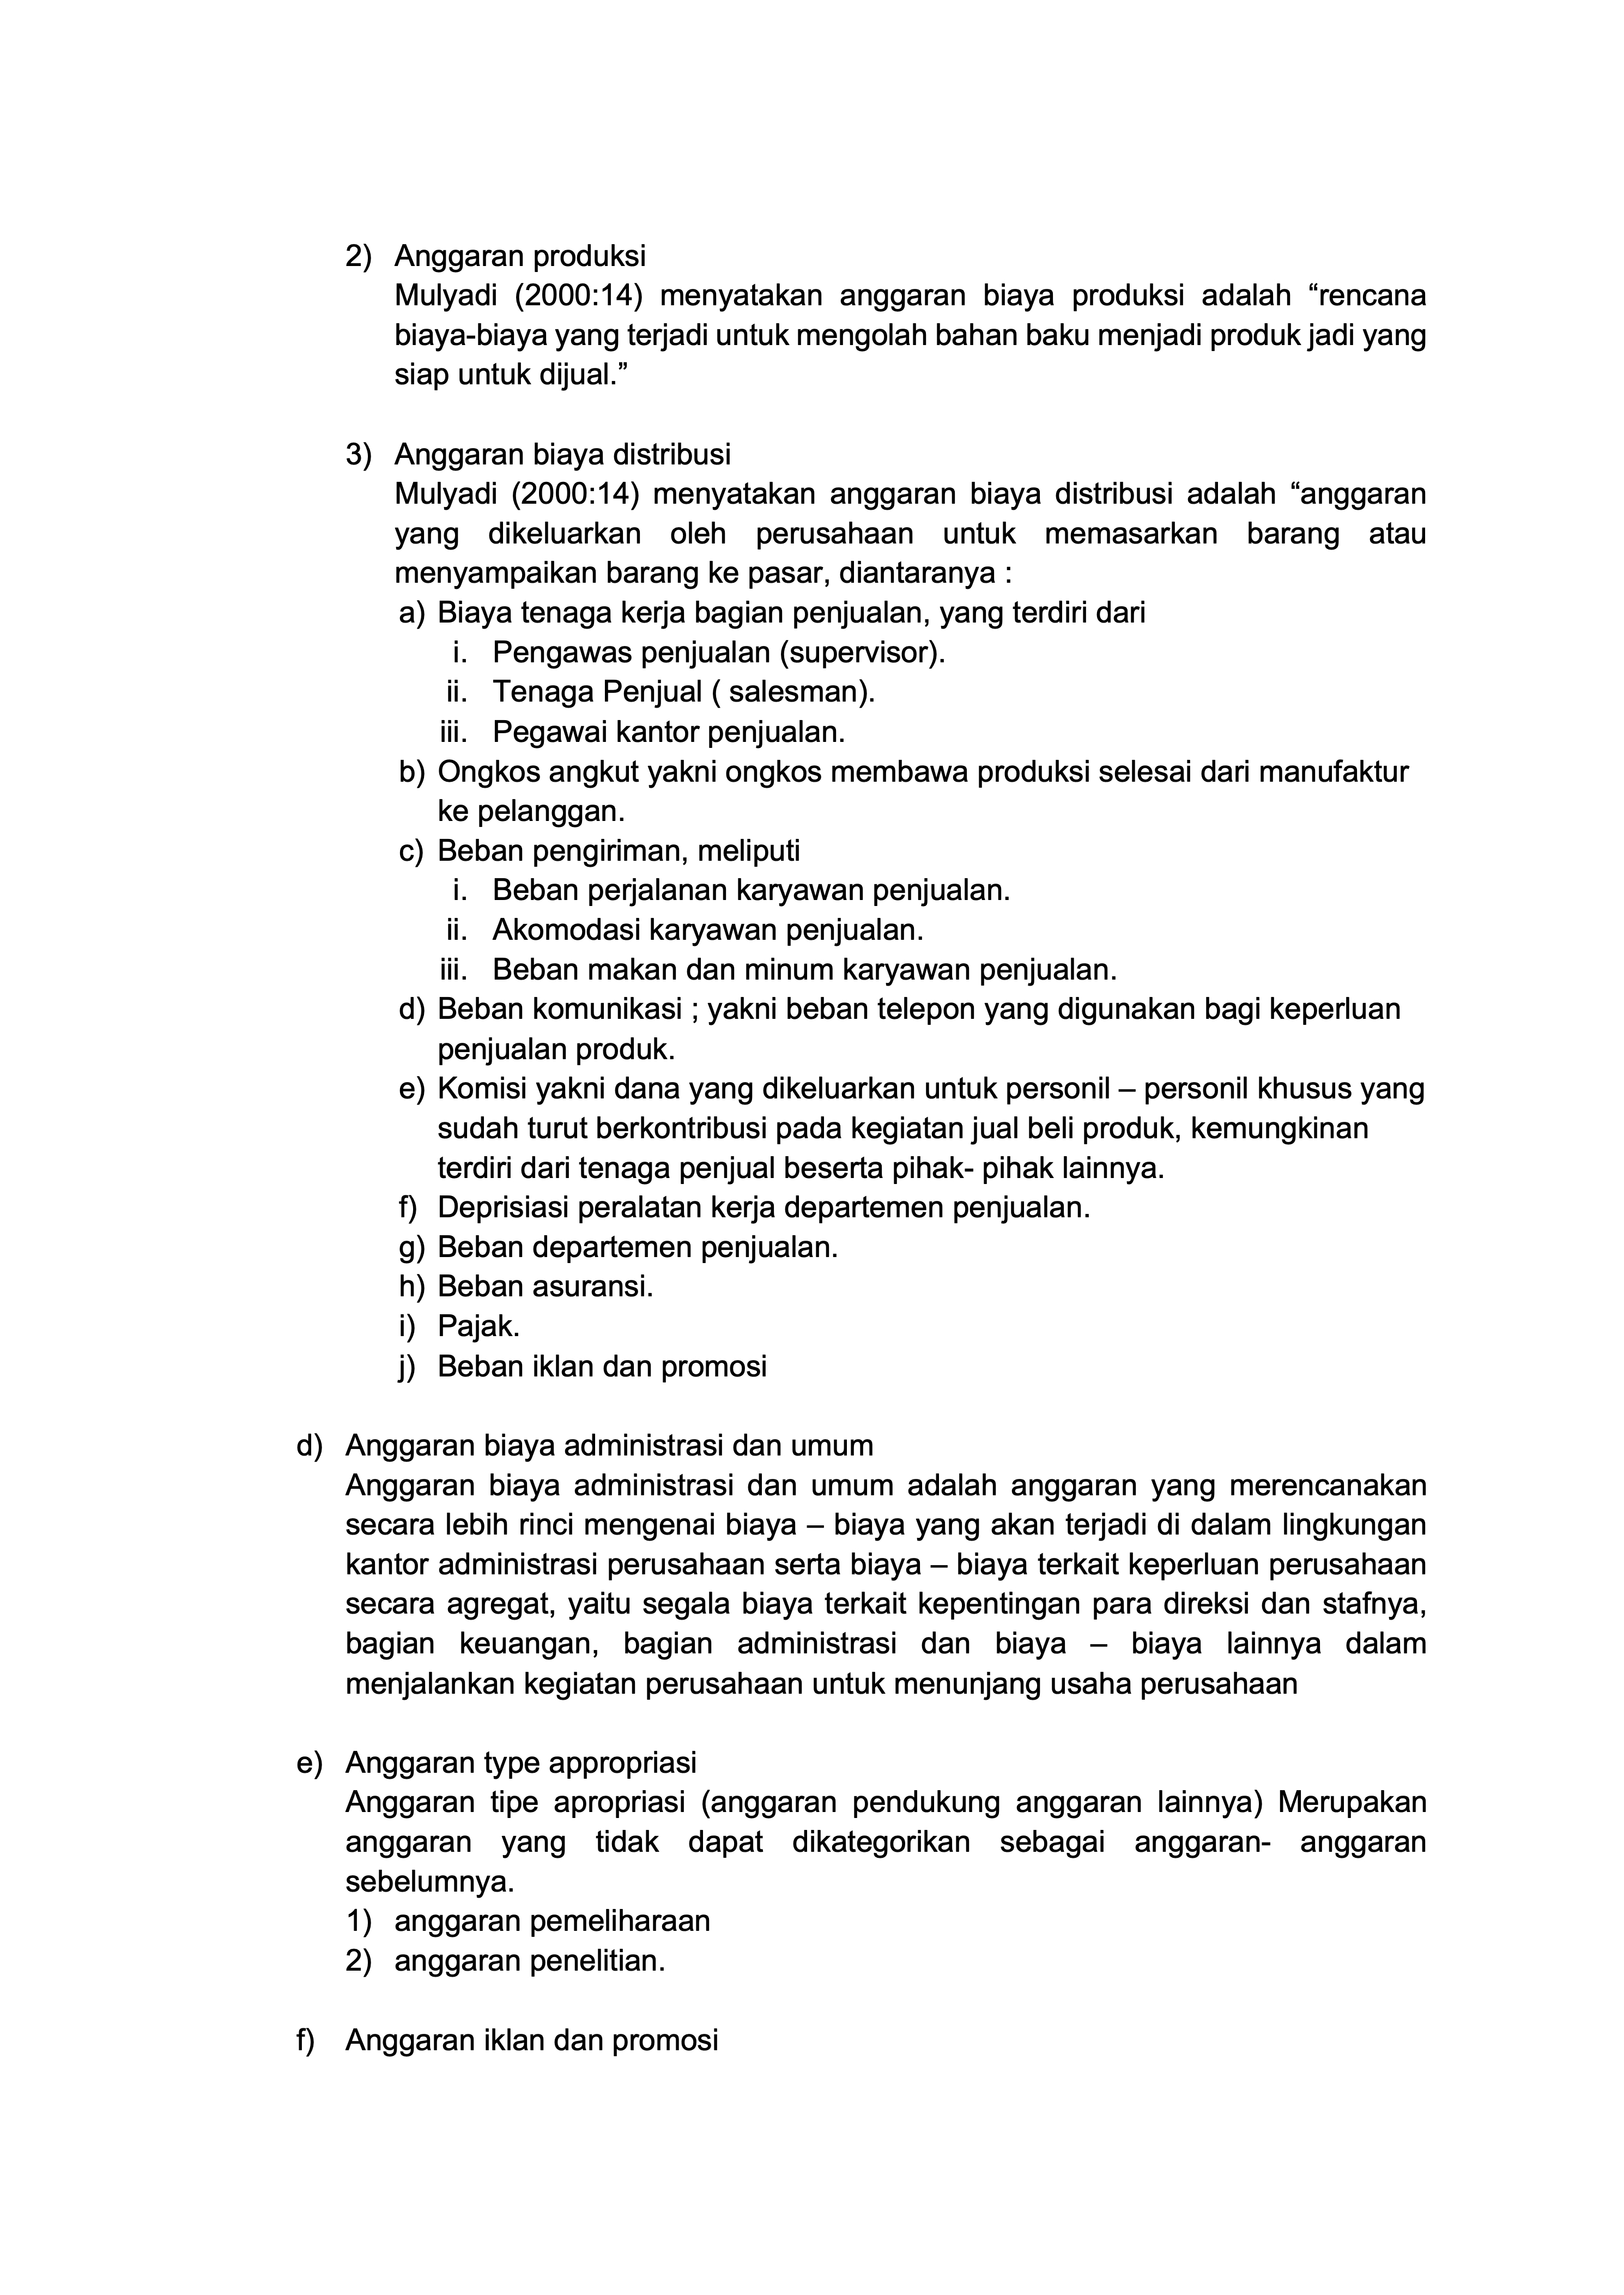 2) Anggaran produksi
Mulyadi (2000:14) menyatakan anggaran biaya produksi adalah “rencana
biaya-biaya yang terjadi untuk mengolah bahan baku menjadi produk jadi yang
siap untuk dijual.”
3) Anggaran biaya distribusi
Mulyadi (2000:14) menyatakan anggaran biaya distribusi adalah “anggaran
yang dikeluarkan oleh perusahaan untuk memasarkan barang atau
menyampaikan barang ke pasar, diantaranya :
a) Biaya tenaga kerja bagian penjualan, yang terdiri dari
i. Pengawas penjualan (supervisor).
ii. Tenaga Penjual ( salesman).
iii. Pegawai kantor penjualan.
b) Ongkos angkut yakni ongkos membawa produksi selesai dari manufaktur
ke pelanggan.
c) Beban pengiriman, meliputi
i. Beban perjalanan karyawan penjualan.
ii. Akomodasi karyawan penjualan.
iii. Beban makan dan minum karyawan penjualan.
d) Beban komunikasi ; yakni beban telepon yang digunakan bagi keperluan
penjualan produk.
e) Komisi yakni dana yang dikeluarkan untuk personil – personil khusus yang
sudah turut berkontribusi pada kegiatan jual beli produk, kemungkinan
terdiri dari tenaga penjual beserta pihak- pihak lainnya.
f) Deprisiasi peralatan kerja departemen penjualan.
g) Beban departemen penjualan.
h) Beban asuransi.
i) Pajak.
j) Beban iklan dan promosi
d) Anggaran biaya administrasi dan umum
Anggaran biaya administrasi dan umum adalah anggaran yang merencanakan
secara lebih rinci mengenai biaya – biaya yang akan terjadi di dalam lingkungan
kantor administrasi perusahaan serta biaya – biaya terkait keperluan perusahaan
secara agregat, yaitu segala biaya terkait kepentingan para direksi dan stafnya,
bagian keuangan, bagian administrasi dan biaya – biaya lainnya dalam
menjalankan kegiatan perusahaan untuk menunjang usaha perusahaan
e) Anggaran type appropriasi
Anggaran tipe apropriasi (anggaran pendukung anggaran lainnya) Merupakan
anggaran yang tidak dapat dikategorikan sebagai anggaran- anggaran
sebelumnya.
1) anggaran pemeliharaan
2) anggaran penelitian.
f) Anggaran iklan dan promosi